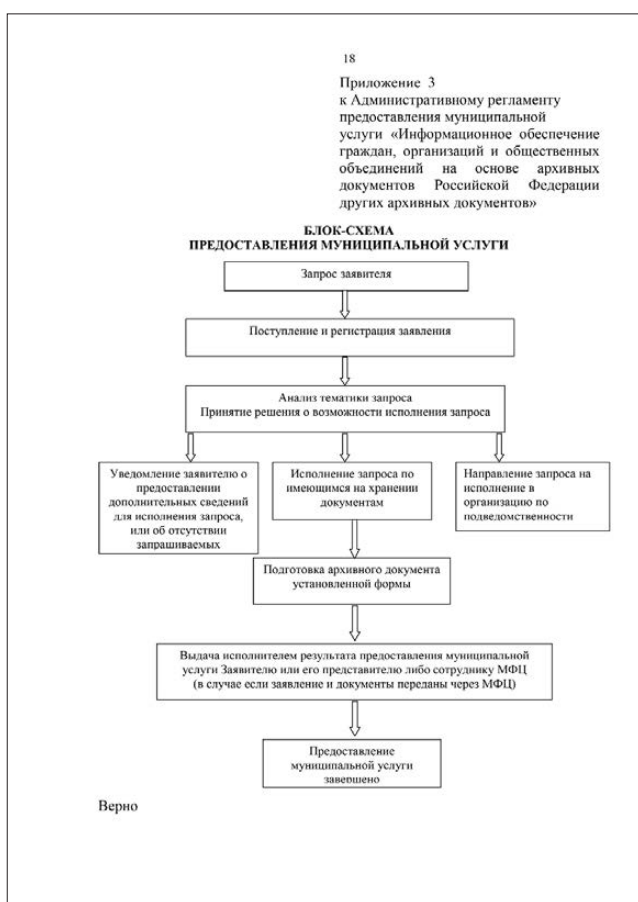 18
Приложение 3
к Административному регламенту
предоставления муниципальной
услуги «Информационное обеспечение
граждан, организаций и общественных
объединений на основе архивных
документов Российской Федерации
других архивных документов»
БЛОК-СХЕМА
ПРЕДОСТАВЛЕНИЯ МУНИЦИПАЛЬНОЙ УСЛУГИ
Запрос заявителя
Поступление и регистрация заявления
Анализ тематики запроса
Принятие решения о возможности исполнения запроса
Уведомление заявителю о
предоставлении
дополнительных сведений
для исполнения запроса,
или об отсутствии
запрашиваемых
Исполнение запроса по
имеющимся на хранении
документам
Направление запроса на
исполнение в
организацию по
подведомственности
Подготовка архивного документа
установленной формы
Выдача исполнителем результата предоставления муниципальной
услуги Заявителю или его представителю либо сотруднику МФЦ
(в случае если заявление и документы переданы через МФЦ)
Предоставление
муниципальной услуги
завершено
Верно